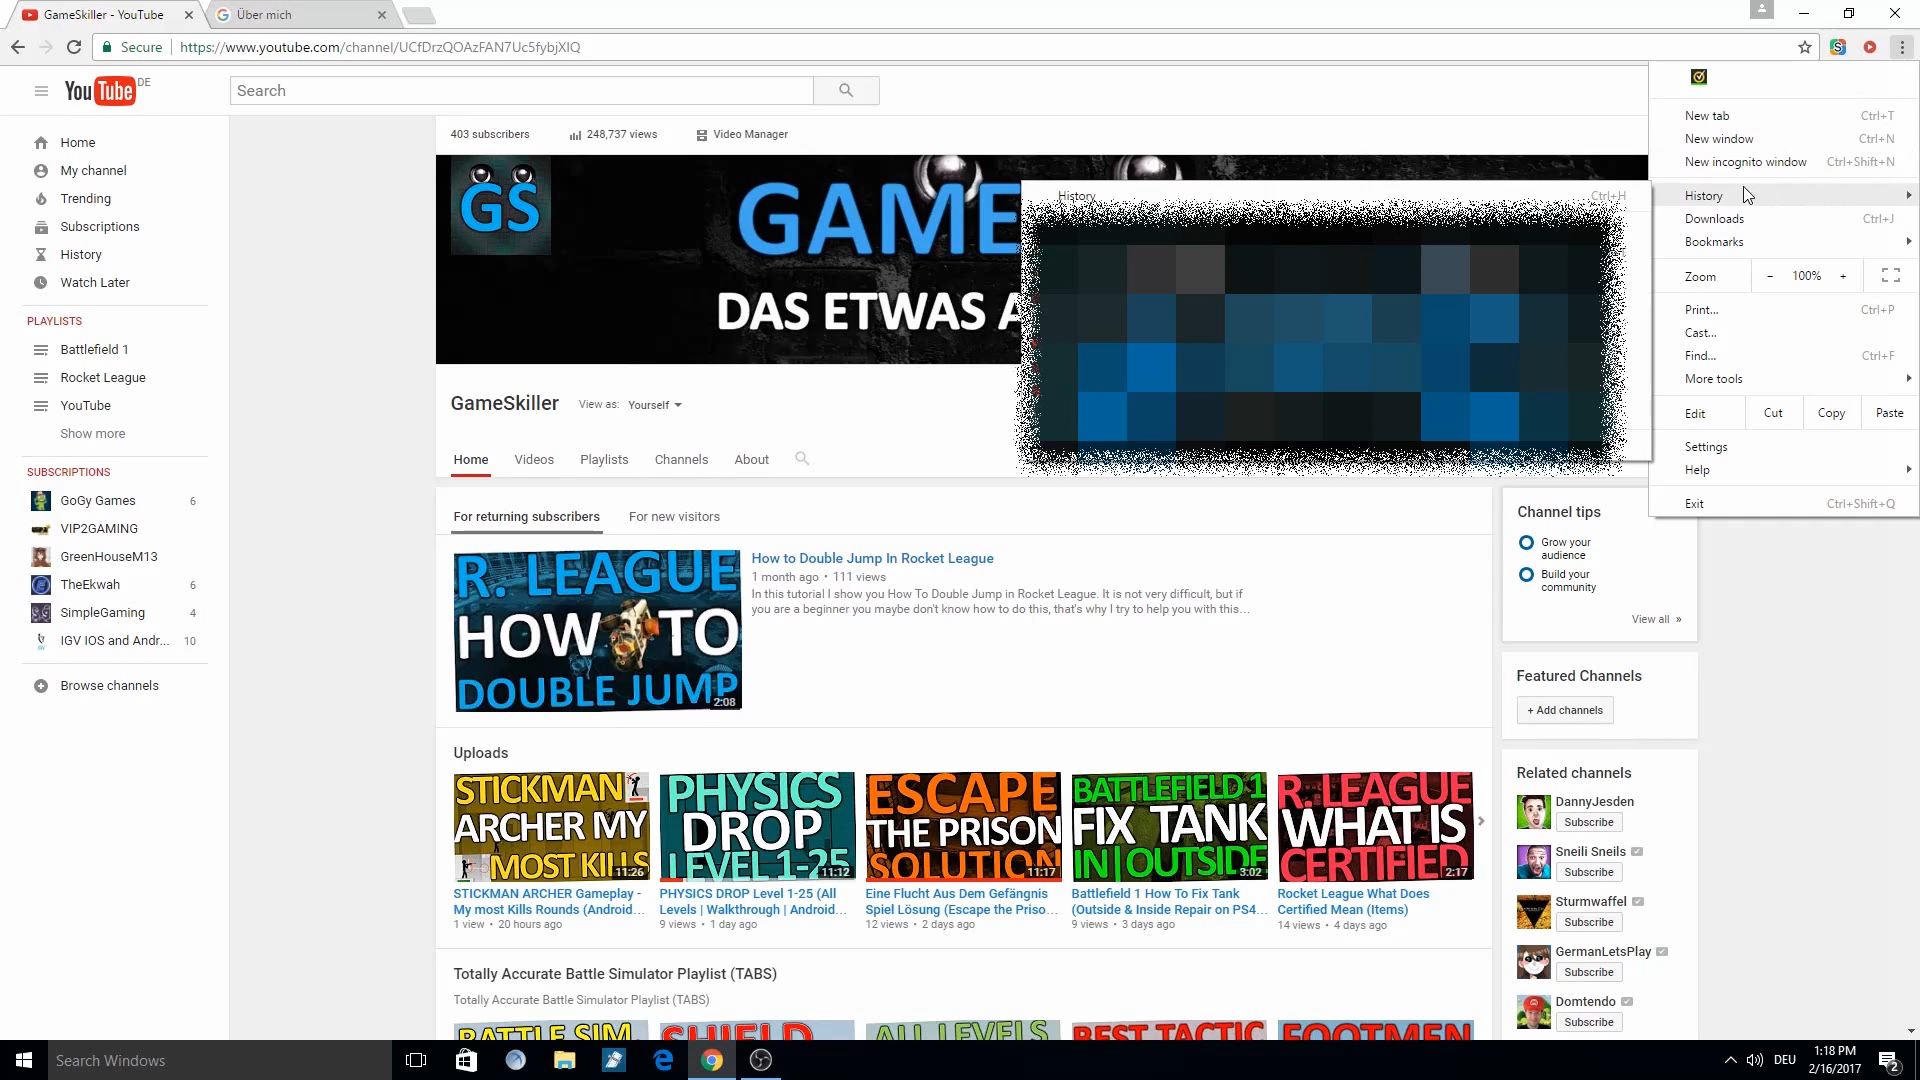 GameSkiller - YouTube
Über mich
Secure
https://www.youtube.com/channel/UCfDrzQOAzFAN7Uc5fybjXIQ
YouTube DE
Search
Home
My channel
Trending
Subscriptions
History
Watch Later
PLAYLISTS
Battlefield 1
Rocket League
YouTube
Show more
SUBSCRIPTIONS
GoGy Games 6
VIP2GAMING
GreenHouseM13
TheEkwah 6
SimpleGaming 4
IGV IOS and Andr... 10
Browse channels
403 subscribers 248,737 views Video Manager
GS
GAME
DAS ETWAS A
GameSkiller View as: Yourself
Home Videos Playlists Channels About
History Ctrl+H
New tab Ctrl+T
New window Ctrl+N
New incognito window Ctrl+Shift+N
History
Downloads Ctrl+J
Bookmarks
Zoom − 100% +
Print... Ctrl+P
Cast...
Find... Ctrl+F
More tools
Edit Cut Copy Paste
Settings
Help
Exit Ctrl+Shift+Q
For returning subscribers For new visitors
R. LEAGUE
HOW TO
DOUBLE JUMP
2:08
How to Double Jump In Rocket League
1 month ago • 111 views
In this tutorial I show you How To Double Jump in Rocket League. It is not very difficult, but if
you are a beginner you maybe don't know how to do this, that's why I try to help you with this...
Uploads
STICKMAN
ARCHER MY
MOST KILLS
11:26
STICKMAN ARCHER Gameplay -
My most Kills Rounds (Android...
1 view • 20 hours ago
PHYSICS
DROP
LEVEL 1-25
11:12
PHYSICS DROP Level 1-25 (All
Levels | Walkthrough | Android...
9 views • 1 day ago
ESCAPE
THE PRISON
SOLUTION
11:17
Eine Flucht Aus Dem Gefängnis
Spiel Lösung (Escape the Priso...
12 views • 2 days ago
BATTLEFIELD 1
FIX TANK
IN|OUTSIDE
3:02
Battlefield 1 How To Fix Tank
(Outside & Inside Repair on PS4...
9 views • 3 days ago
R. LEAGUE
WHAT IS
CERTIFIED
2:17
Rocket League What Does
Certified Mean (Items)
14 views • 4 days ago
Totally Accurate Battle Simulator Playlist (TABS)
Totally Accurate Battle Simulator Playlist (TABS)
BATTLE SIM.
SHIELD
ALL LEVELS
BEST TACTIC
FOOTMEN
Channel tips
Grow your
audience
Build your
community
View all »
Featured Channels
+ Add channels
Related channels
DannyJesden
Subscribe
Sneili Sneils
Subscribe
Sturmwaffel
Subscribe
GermanLetsPlay
Subscribe
Domtendo
Subscribe
Search Windows
DEU
1:18 PM
2/16/2017
2